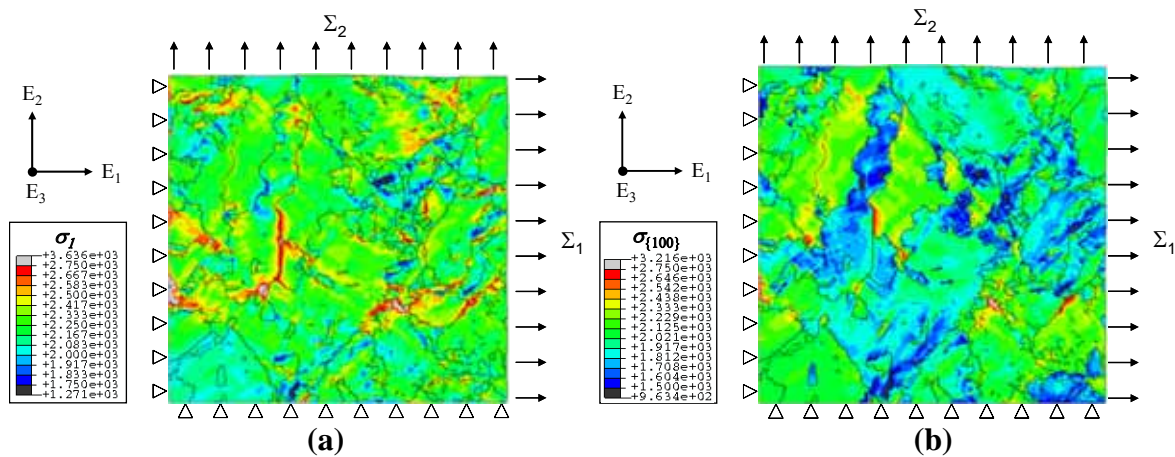 Σ2
E2
E1
E3
σI
+3.636e+03
+2.750e+03
+2.667e+03
+2.583e+03
+2.500e+03
+2.417e+03
+2.333e+03
+2.250e+03
+2.167e+03
+2.083e+03
+2.000e+03
+1.917e+03
+1.833e+03
+1.750e+03
+1.271e+03
Σ1
(a)
Σ2
E2
E1
E3
σ{100}
+3.216e+03
+2.750e+03
+2.646e+03
+2.542e+03
+2.438e+03
+2.333e+03
+2.229e+03
+2.125e+03
+2.021e+03
+1.917e+03
+1.812e+03
+1.708e+03
+1.604e+03
+1.500e+03
+9.634e+02
Σ1
(b)